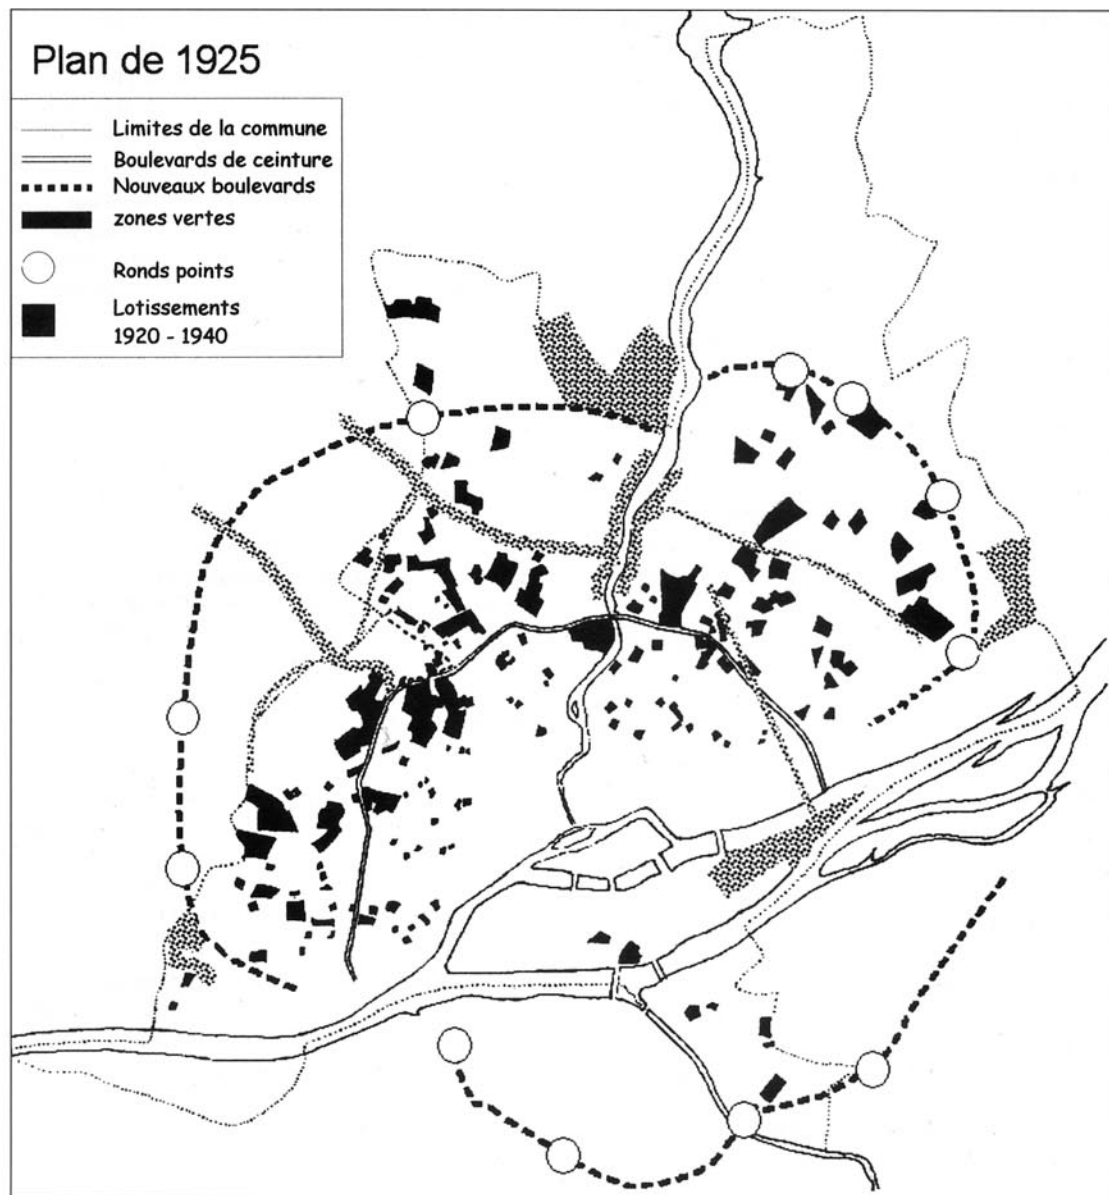 Plan de 1925
Limites de la commune
Boulevards de ceinture
Nouveaux boulevards
zones vertes
Ronds points
Lotissements
1920 - 1940